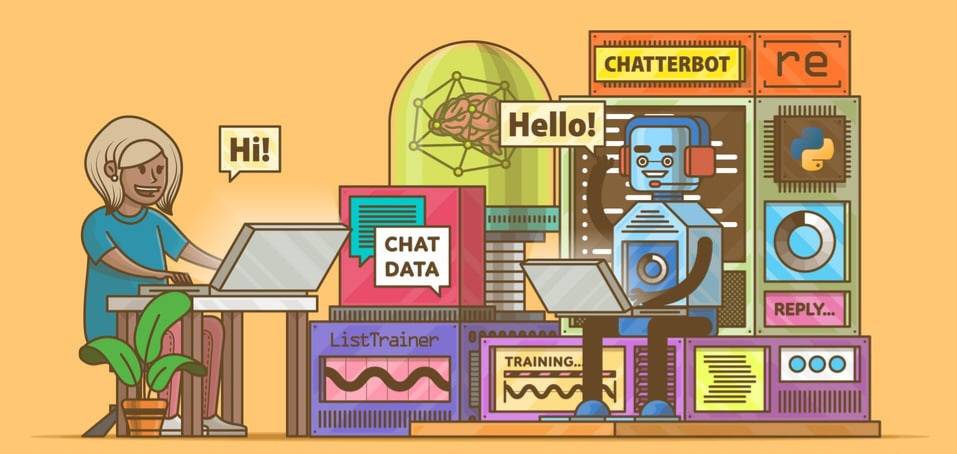 Hi!
Hello!
CHATTERBOT
re
CHAT
DATA
REPLY...
ListTrainer
TRAINING...